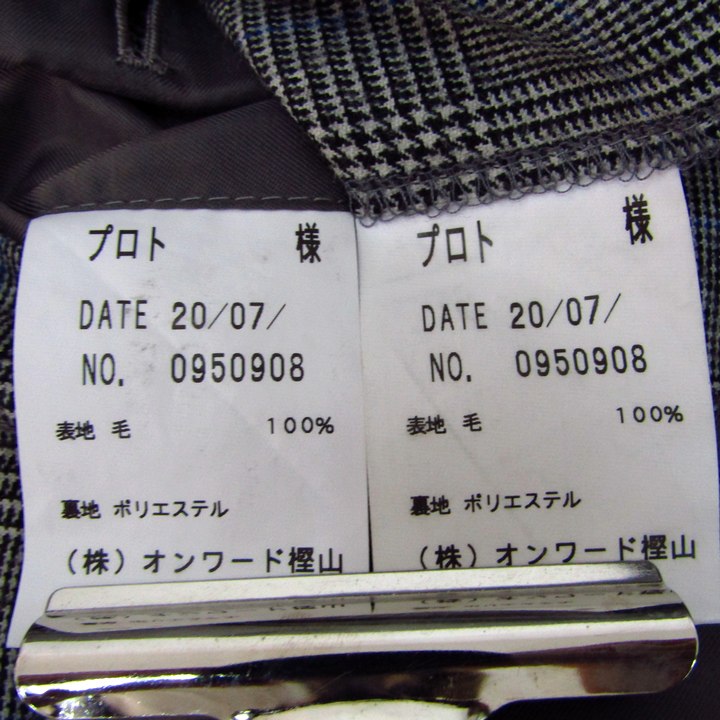 プロト 様
DATE 20/07/
NO. 0950908
表地 毛 100%
裏地 ポリエステル
(株)オンワード樫山
プロト 様
DATE 20/07/
NO. 0950908
表地 毛 100%
裏地 ポリエステル
(株)オンワード樫山